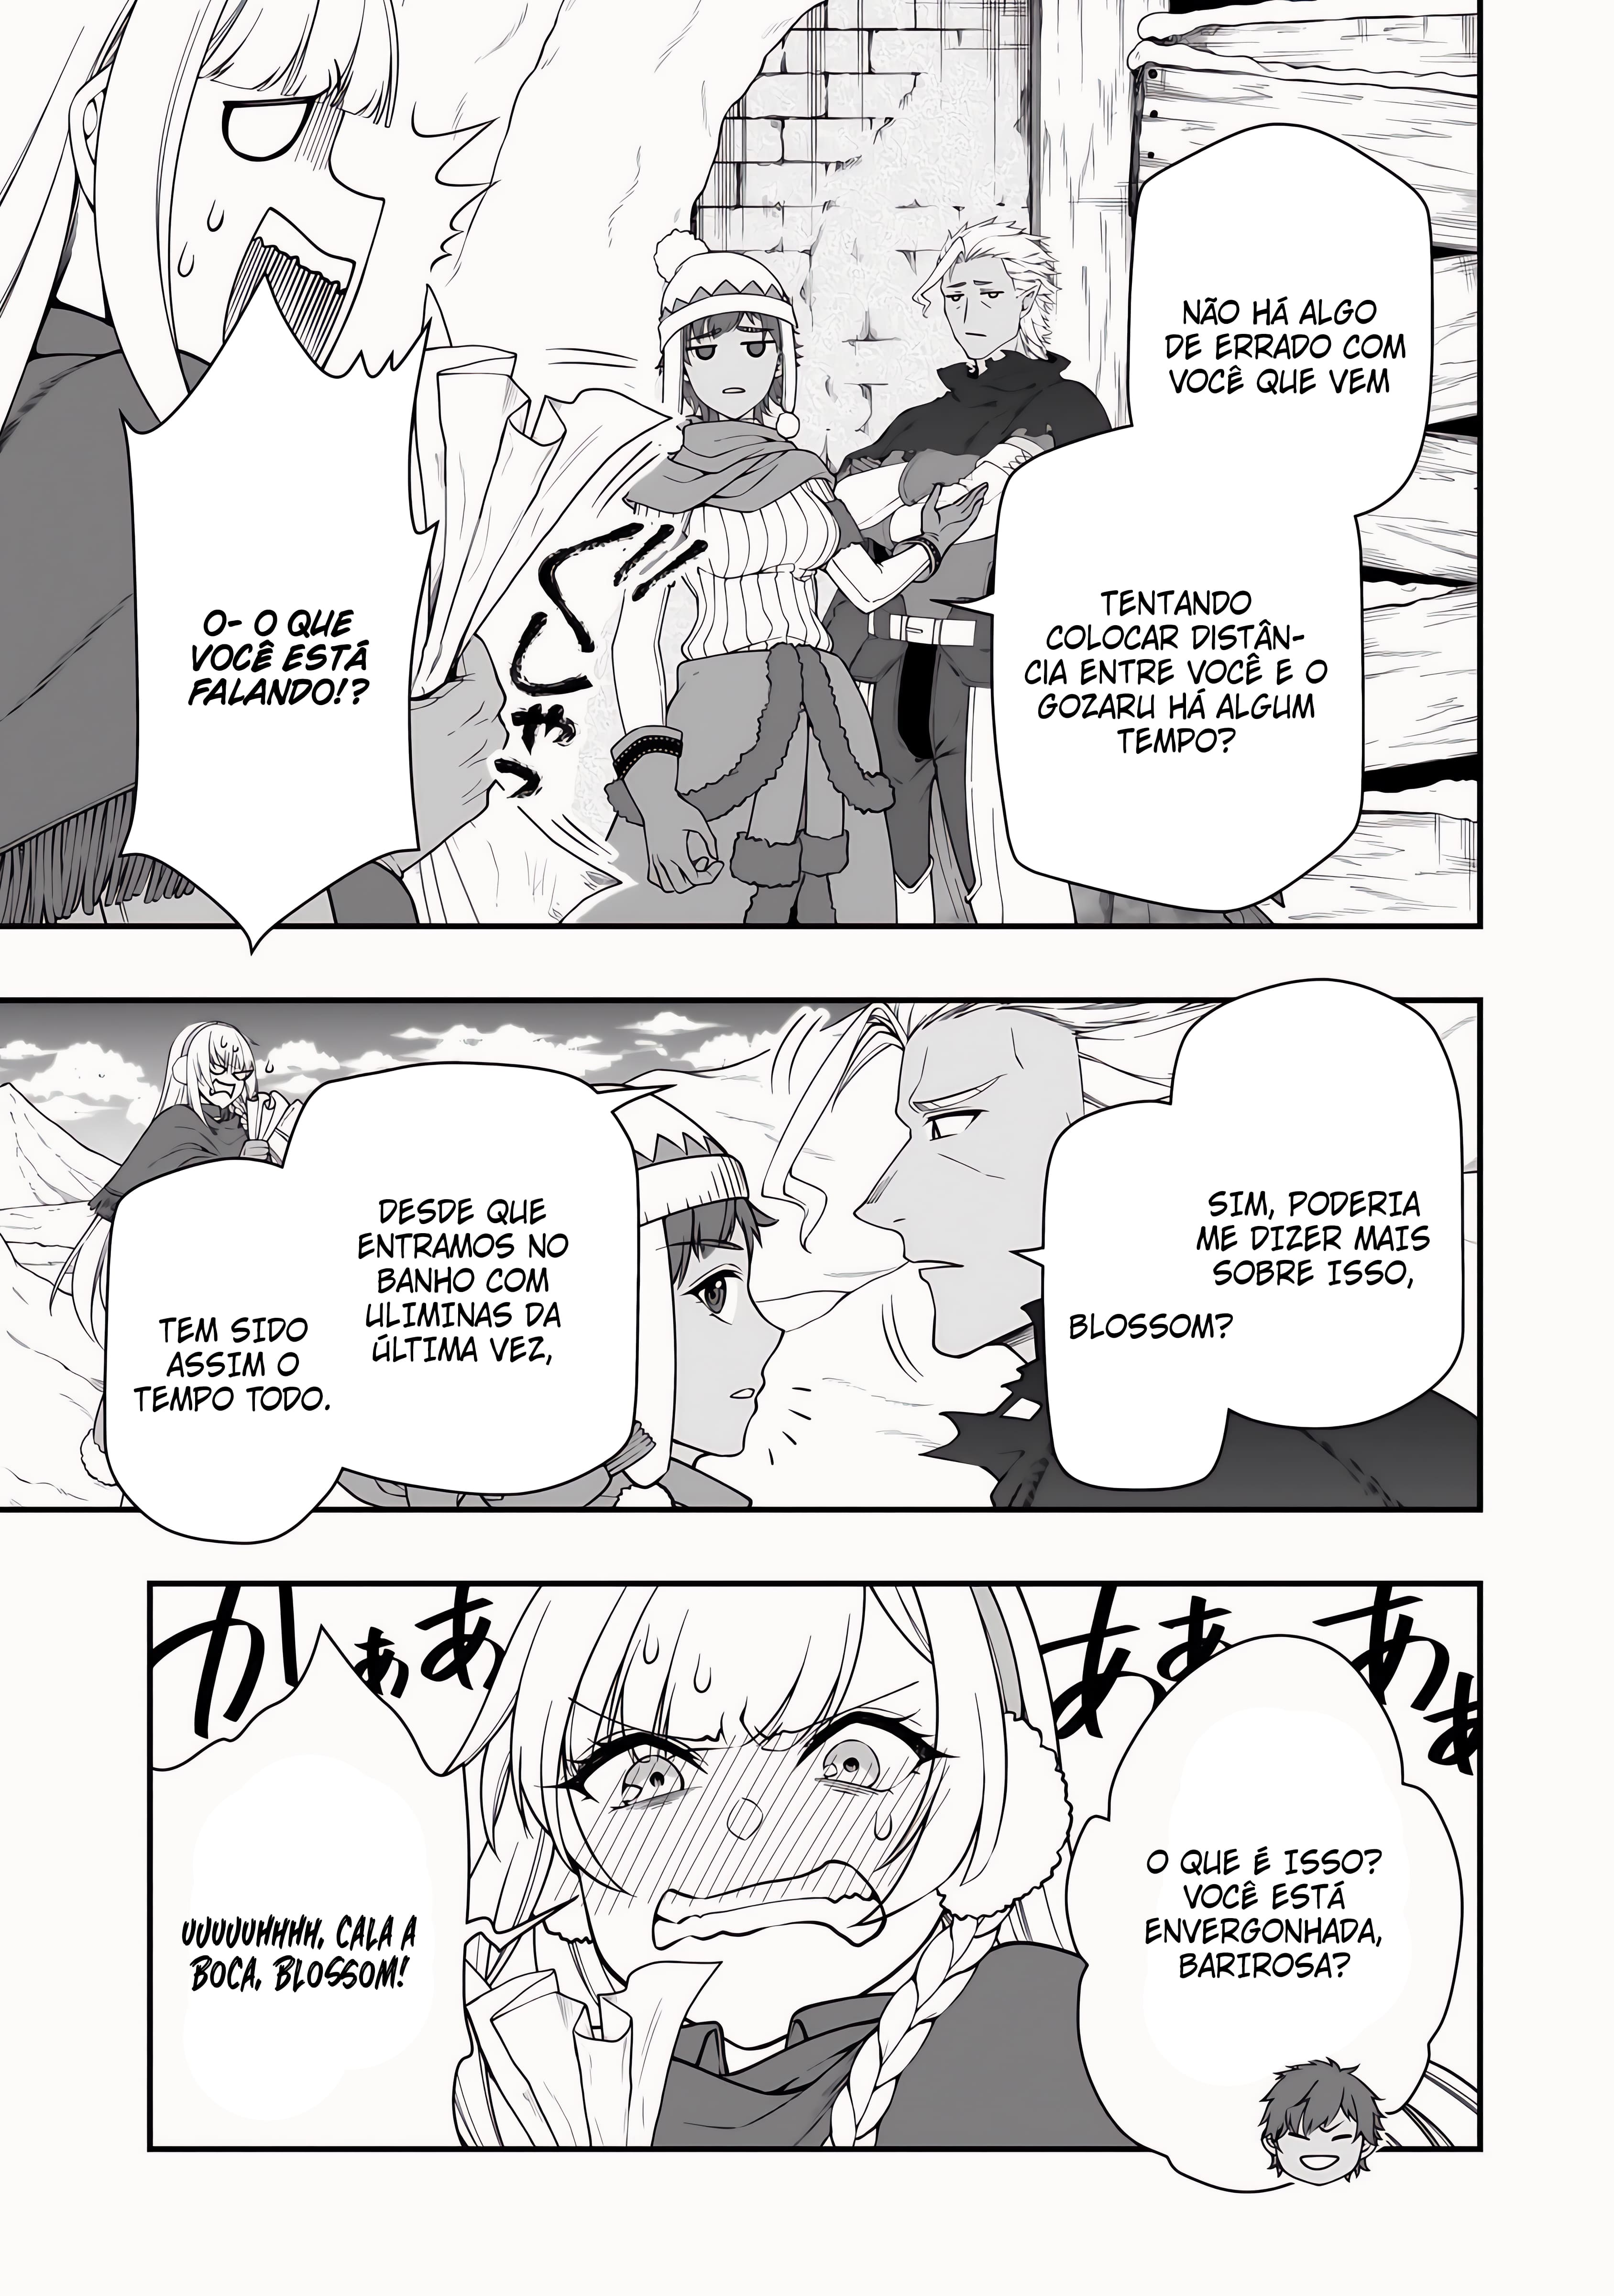 NÃO HÁ ALGO
DE ERRADO COM
VOCÊ QUE VEM
TENTANDO
COLOCAR DISTÂN-
CIA ENTRE VOCÊ E O
GOZARU HÁ ALGUM
TEMPO?
O- O QUE
VOCÊ ESTÁ
FALANDO!?
SIM, PODERIA
ME DIZER MAIS
SOBRE ISSO,
BLOSSOM?
DESDE QUE
ENTRAMOS NO
BANHO COM
ULIMINAS DA
ÚLTIMA VEZ,
TEM SIDO
ASSIM O
TEMPO TODO.
あぁ
あぁあ
O QUE É ISSO?
VOCÊ ESTÁ
ENVERGONHADA,
BARIROSA?
あぁか
UUUUUHHHH, CALA A
BOCA, BLOSSOM!